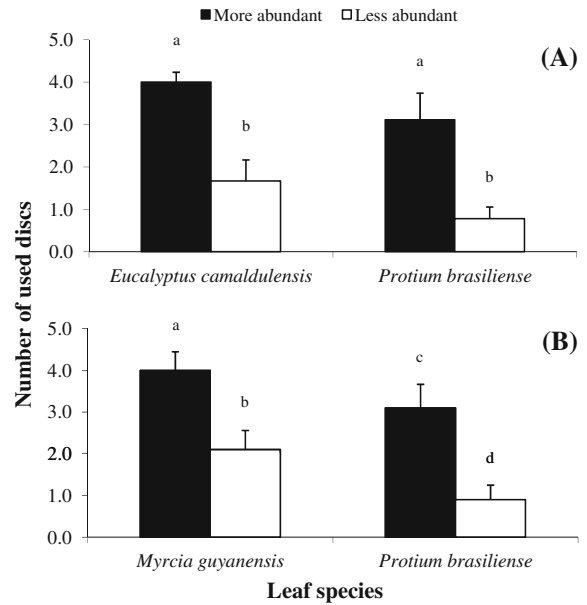 More abundant Less abundant
(A)
5.0
4.0
3.0
2.0
1.0
0.0
a
b
a
b
Eucalyptus camaldulensis Protium brasiliense
Number of used discs
(B)
5.0
4.0
3.0
2.0
1.0
0.0
a
b
c
d
Myrcia guyanensis Protium brasiliense
Leaf species